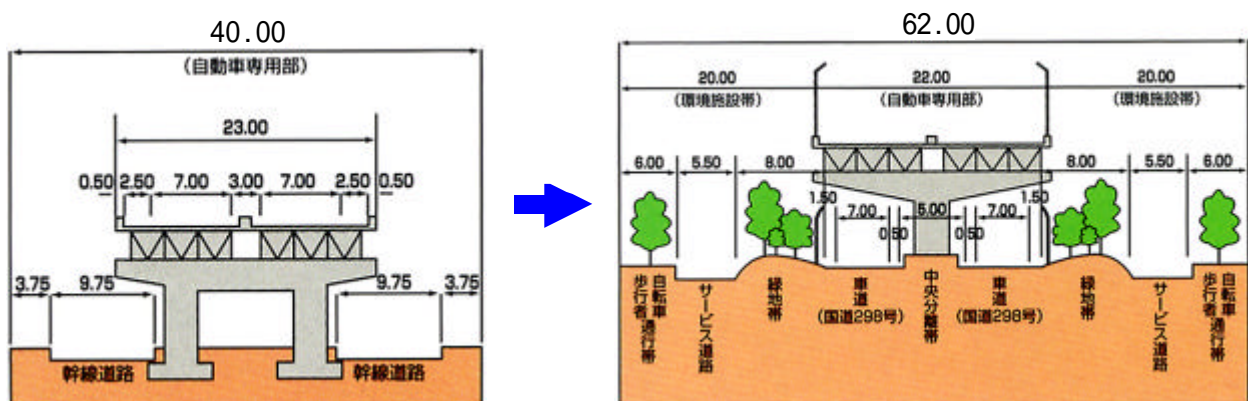 40.00
(自動車専用部)
23.00
0.50 2.50 7.00 3.00 7.00 2.50 0.50
3.75 9.75 9.75 3.75
幹線道路 幹線道路
62.00
20.00 22.00 20.00
(環境施設帯) (自動車専用部) (環境施設帯)
6.00 5.50 8.00 8.00 5.50 6.00
1.50 7.00 5.00 7.00 1.50
0.50 0.50
自転車
歩行者通行帯
サービス道路
緑地帯
車道
(国道298号)
中央分離帯
車道
(国道298号)
緑地帯
サービス道路
自転車
歩行者通行帯